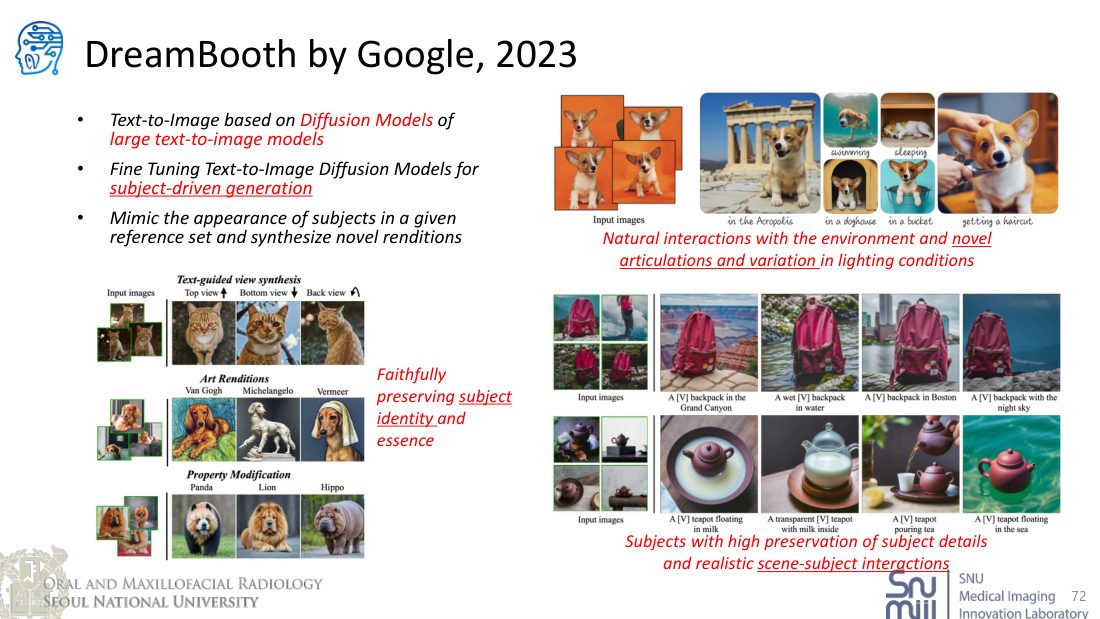 DreamBooth by Google, 2023
• Text-to-Image based on Diffusion Models of
large text-to-image models
• Fine Tuning Text-to-Image Diffusion Models for
subject-driven generation
• Mimic the appearance of subjects in a given
reference set and synthesize novel renditions
Input images
in the Acropolis
swimming
sleeping
in a doghouse
in a bucket
getting a haircut
Natural interactions with the environment and novel
articulations and variation in lighting conditions
Text-guided view synthesis
Input images
Top view
Bottom view
Back view
Art Renditions
Van Gogh
Michelangelo
Vermeer
Property Modification
Panda
Lion
Hippo
Faithfully
preserving subject
identity and
essence
Input images
A [V] backpack in the
Grand Canyon
A wet [V] backpack
in water
A [V] backpack in Boston
A [V] backpack with the
night sky
Input images
A [V] teapot floating
in milk
A transparent [V] teapot
with milk inside
A [V] teapot
pouring tea
A [V] teapot floating
in the sea
Subjects with high preservation of subject details
and realistic scene-subject interactions
ORAL AND MAXILLOFACIAL RADIOLOGY
SEOUL NATIONAL UNIVERSITY
SNU
mill
SNU
Medical Imaging
Innovation Laboratory
72